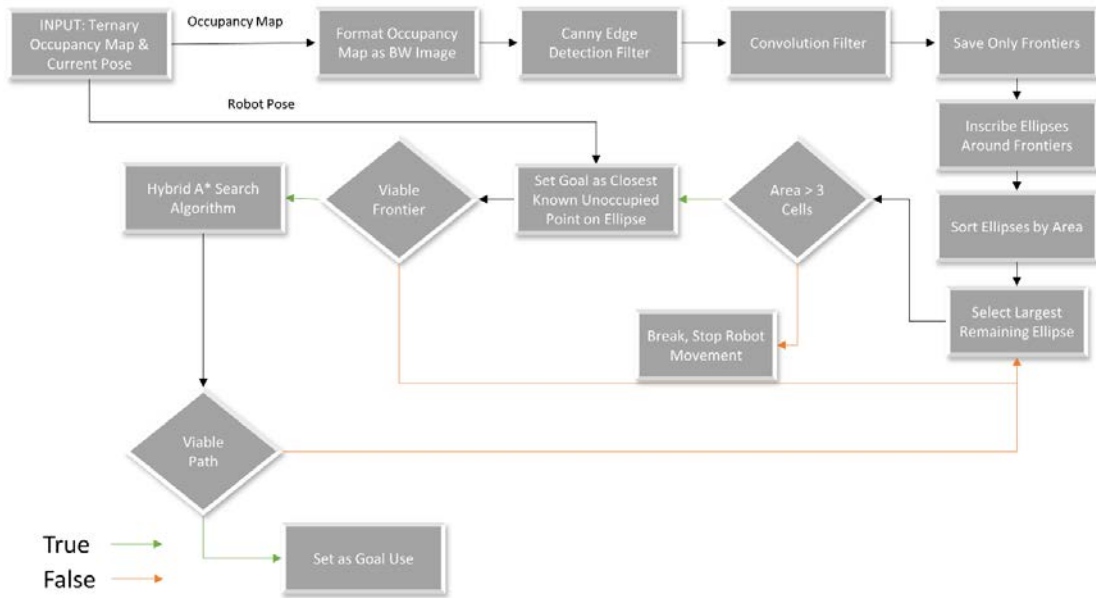 INPUT: Ternary
Occupancy Map &
Current Pose
Occupancy Map
Format Occupancy
Map as BW Image
Canny Edge
Detection Filter
Convolution Filter
Save Only Frontiers
Robot Pose
Inscribe Ellipses
Around Frontiers
Hybrid A* Search
Algorithm
Viable
Frontier
Set Goal as Closest
Known Unoccupied
Point on Ellipse
Area > 3
Cells
Sort Ellipses by Area
Select Largest
Remaining Ellipse
Break, Stop Robot
Movement
Viable
Path
True
False
Set as Goal Use